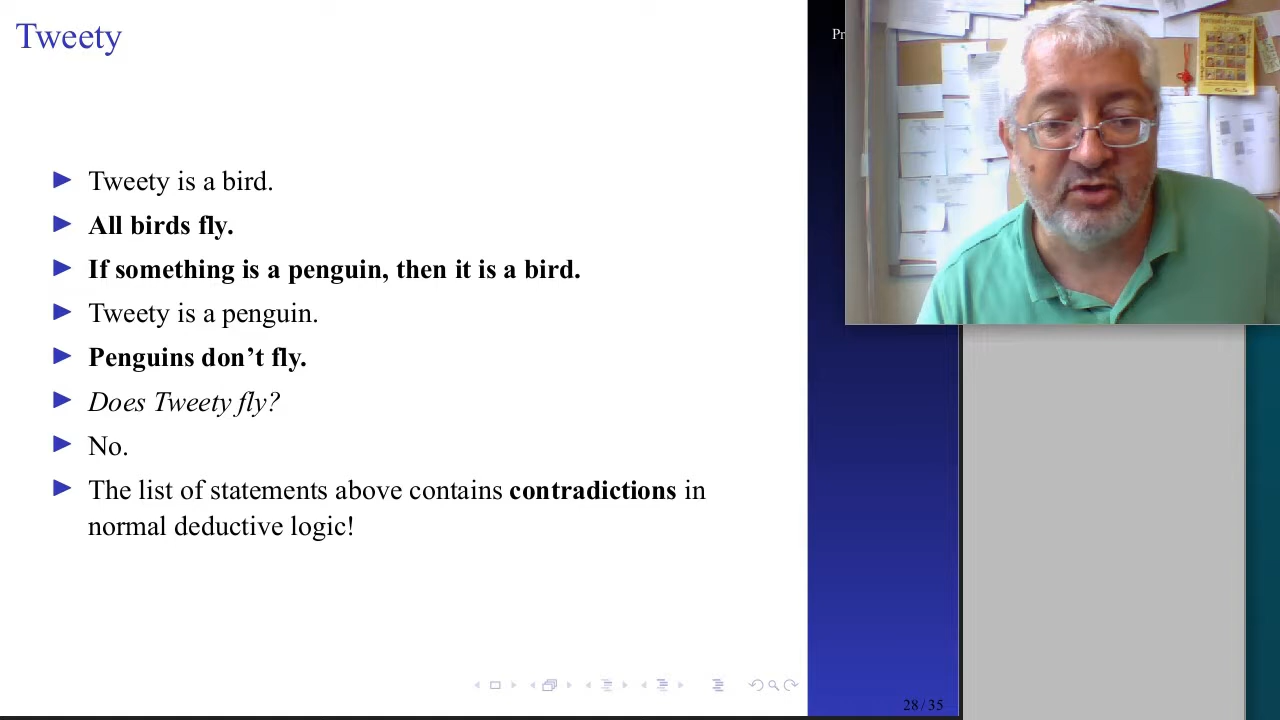 Tweety
Pr
Tweety is a bird.
All birds fly.
If something is a penguin, then it is a bird.
Tweety is a penguin.
Penguins don’t fly.
Does Tweety fly?
No.
The list of statements above contains contradictions in
normal deductive logic!
28/35